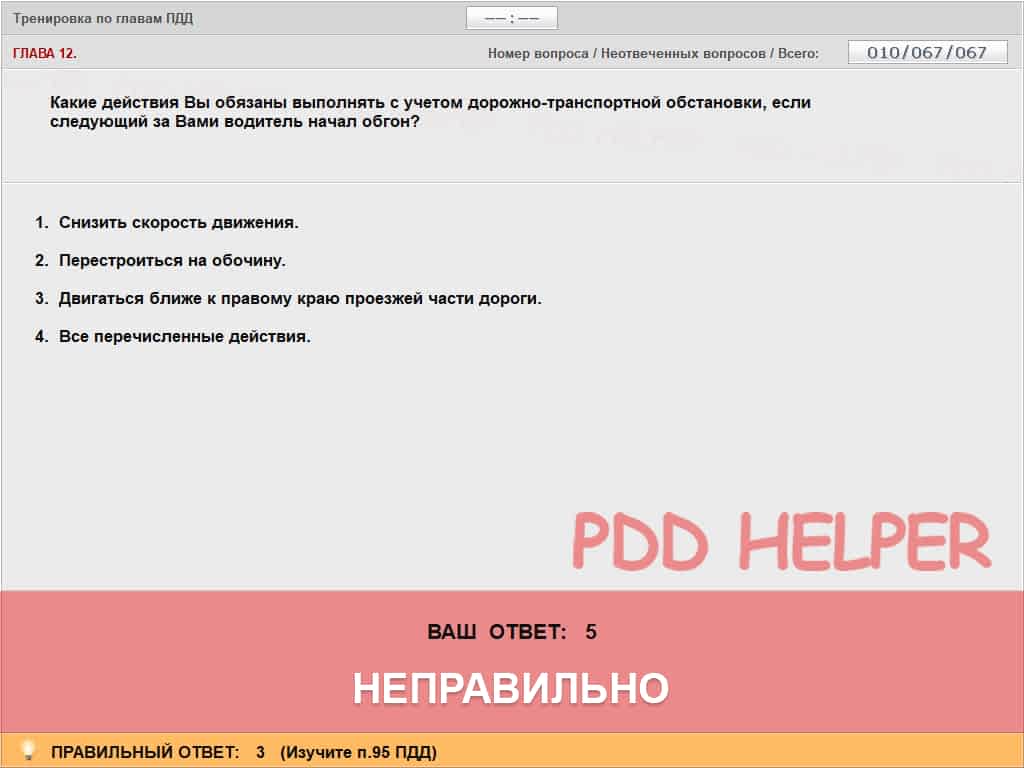 Тренировка по главам ПДД
—— : ——
ГЛАВА 12.
Номер вопроса / Неотвеченных вопросов / Всего: 010/067/067
Какие действия Вы обязаны выполнять с учетом дорожно-транспортной обстановки, если
следующий за Вами водитель начал обгон?
1. Снизить скорость движения.
2. Перестроиться на обочину.
3. Двигаться ближе к правому краю проезжей части дороги.
4. Все перечисленные действия.
PDD HELPER
ВАШ ОТВЕТ: 5
НЕПРАВИЛЬНО
ПРАВИЛЬНЫЙ ОТВЕТ: 3 (Изучите п.95 ПДД)